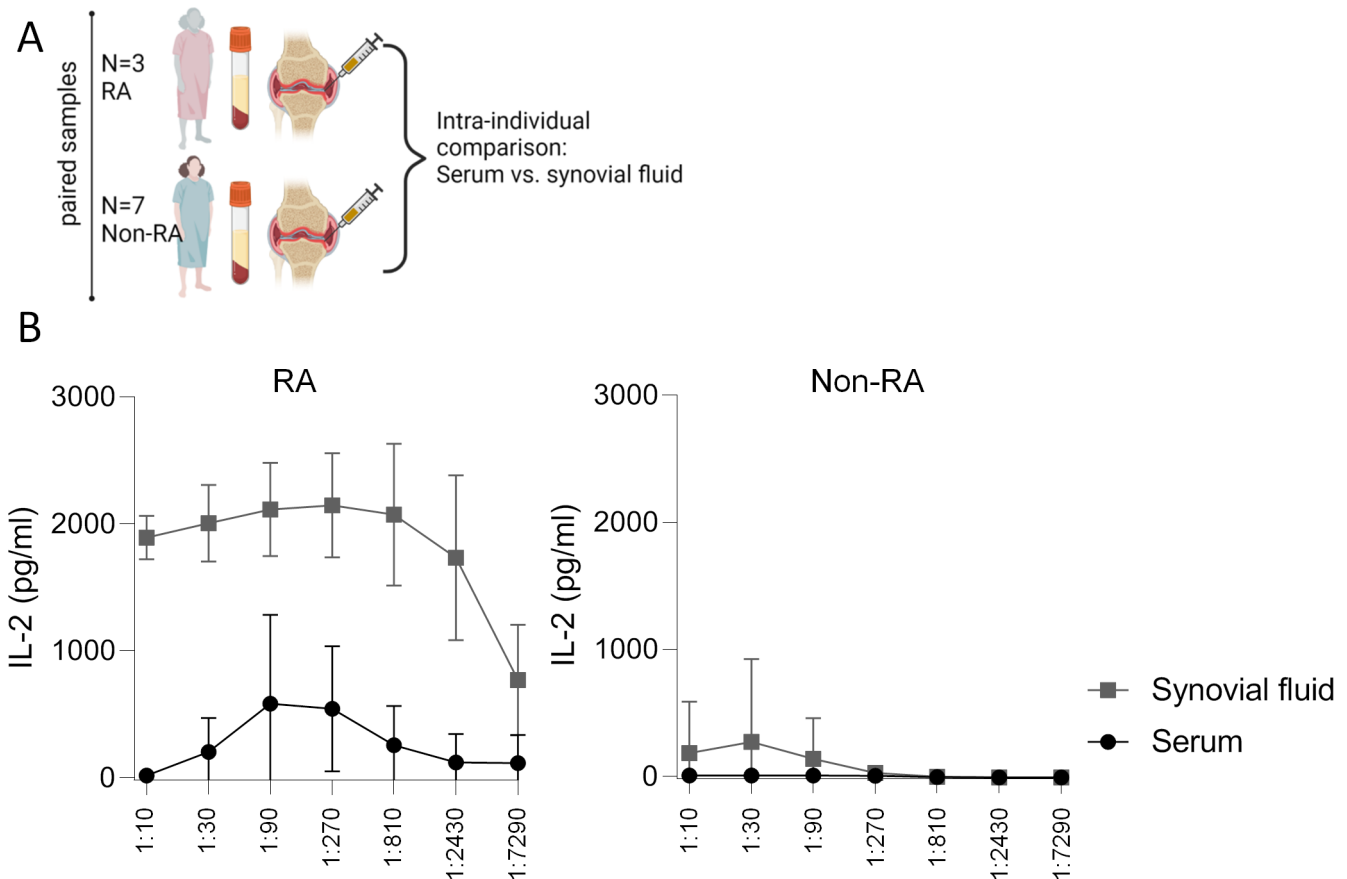 A
paired samples
N=3
RA
N=7
Non-RA
Intra-individual
comparison:
Serum vs. synovial fluid
B
RA
IL-2 (pg/ml)
3000
2000
1000
0
1:10
1:30
1:90
1:270
1:810
1:2430
1:7290
Non-RA
IL-2 (pg/ml)
3000
2000
1000
0
1:10
1:30
1:90
1:270
1:810
1:2430
1:7290
Synovial fluid
Serum